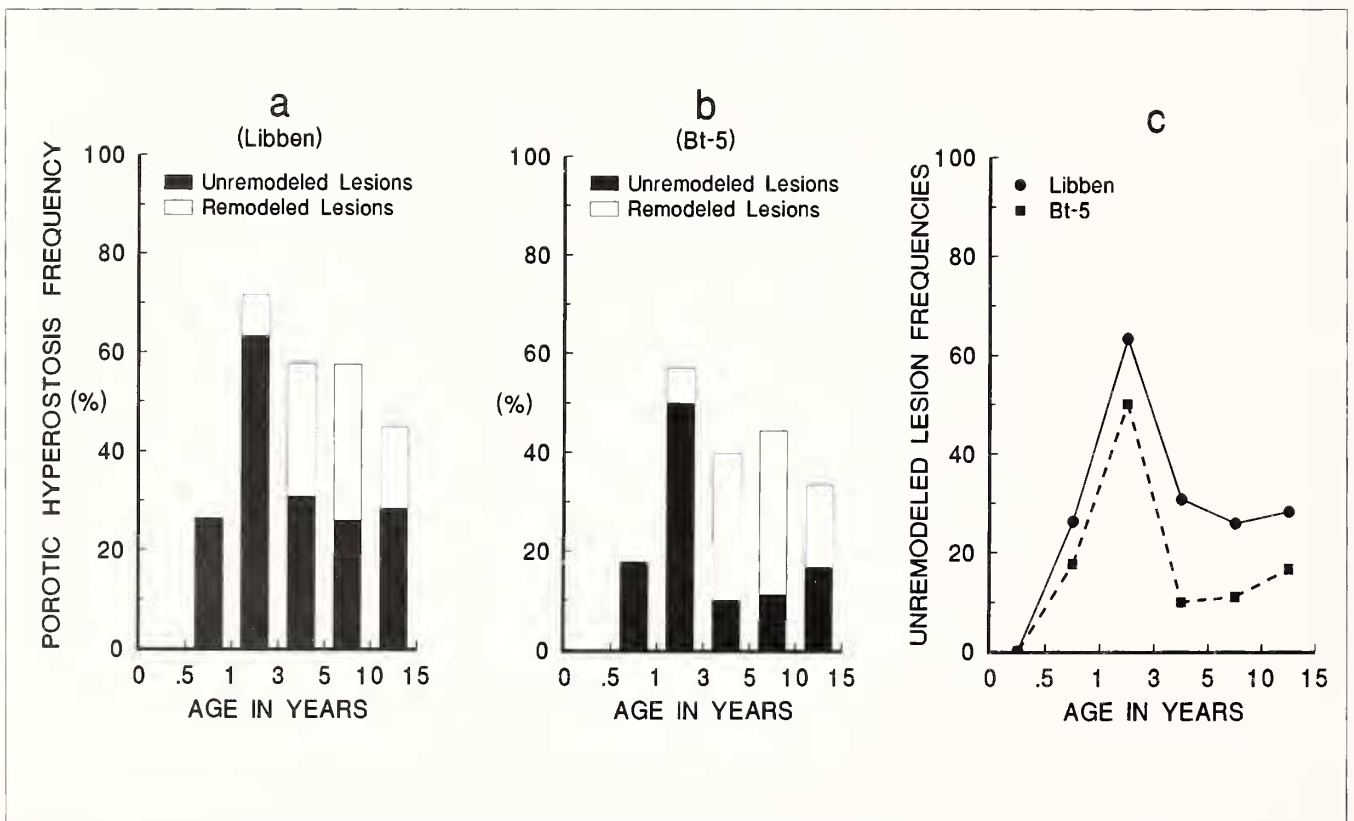 a
(Libben)
POROTIC HYPEROSTOSIS FREQUENCY
(%)
100
80
60
40
20
0
Unremodeled Lesions
Remodeled Lesions
0 .5 1 3 5 10 15
AGE IN YEARS
b
(Bt-5)
(%)
100
80
60
40
20
0
Unremodeled Lesions
Remodeled Lesions
0 .5 1 3 5 10 15
AGE IN YEARS
c
UNREMODELED LESION FREQUENCIES
100
80
60
40
20
0
Libben
Bt-5
0 .5 1 3 5 10 15
AGE IN YEARS